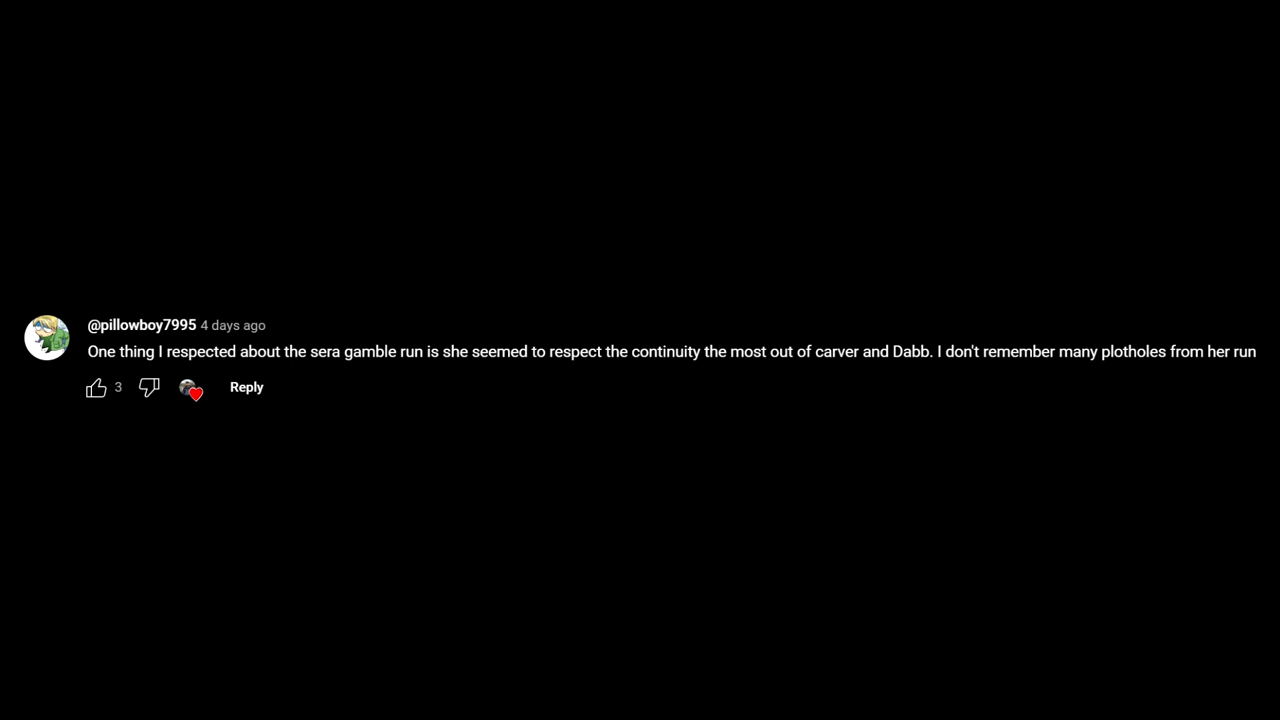 @pillowboy7995 4 days ago
One thing I respected about the sera gamble run is she seemed to respect the continuity the most out of carver and Dabb. I don't remember many plotholes from her run
3 Reply